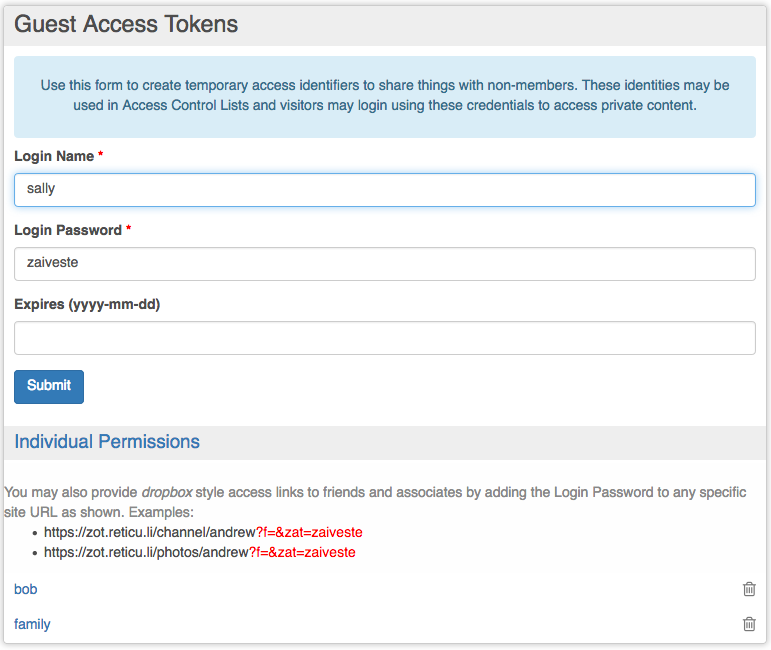 Guest Access Tokens
Use this form to create temporary access identifiers to share things with non-members. These identities may be
used in Access Control Lists and visitors may login using these credentials to access private content.
Login Name *
sally
Login Password *
zaiveste
Expires (yyyy-mm-dd)
Submit
Individual Permissions
You may also provide dropbox style access links to friends and associates by adding the Login Password to any specific
site URL as shown. Examples:
• https://zot.reticu.li/channel/andrew?f=&zat=zaiveste
• https://zot.reticu.li/photos/andrew?f=&zat=zaiveste
bob
family